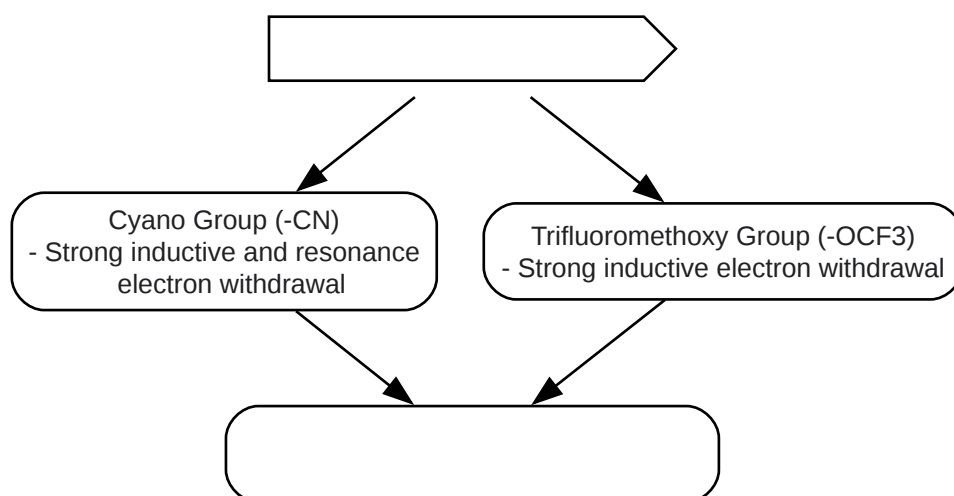 Cyano Group (-CN)
- Strong inductive and resonance
electron withdrawal
Trifluoromethoxy Group (-OCF3)
- Strong inductive electron withdrawal